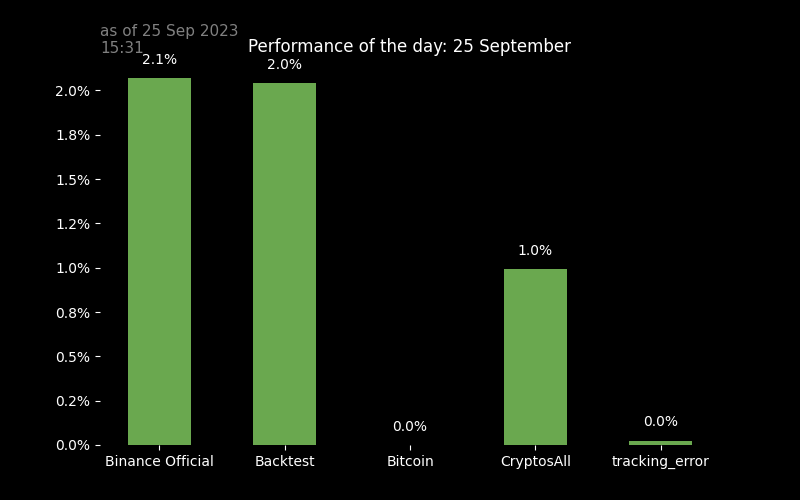 as of 25 Sep 2023
15:31
Performance of the day: 25 September
2.1%
2.0%
0.0%
1.0%
0.0%
2.0%
1.8%
1.5%
1.2%
1.0%
0.8%
0.5%
0.2%
0.0%
Binance Official
Backtest
Bitcoin
CryptosAll
tracking_error